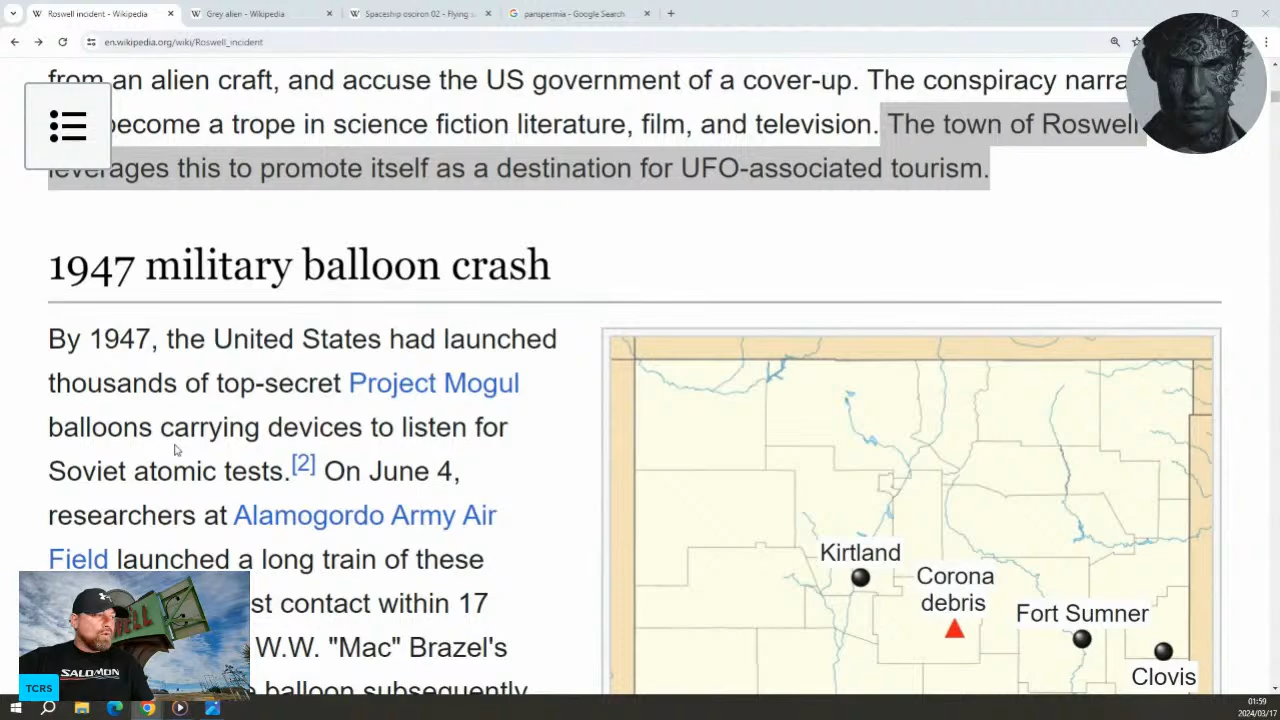 Roswell incident - Wikipedia
Grey alien - Wikipedia
Spaceship osciron 02 - Flying s
panspermia - Google Search
en.wikipedia.org/wiki/Roswell_incident
from an alien craft, and accuse the US government of a cover-up. The conspiracy narra
become a trope in science fiction literature, film, and television. The town of Roswell
leverages this to promote itself as a destination for UFO-associated tourism.
1947 military balloon crash
By 1947, the United States had launched
thousands of top-secret Project Mogul
balloons carrying devices to listen for
Soviet atomic tests.[2] On June 4,
researchers at Alamogordo Army Air
Field launched a long train of these
st contact within 17
W.W. "Mac" Brazel's
balloon subsequently
Kirtland
Corona
debris
Fort Sumner
Clovis
SALOMON
TCRS
01:59
2024/03/17